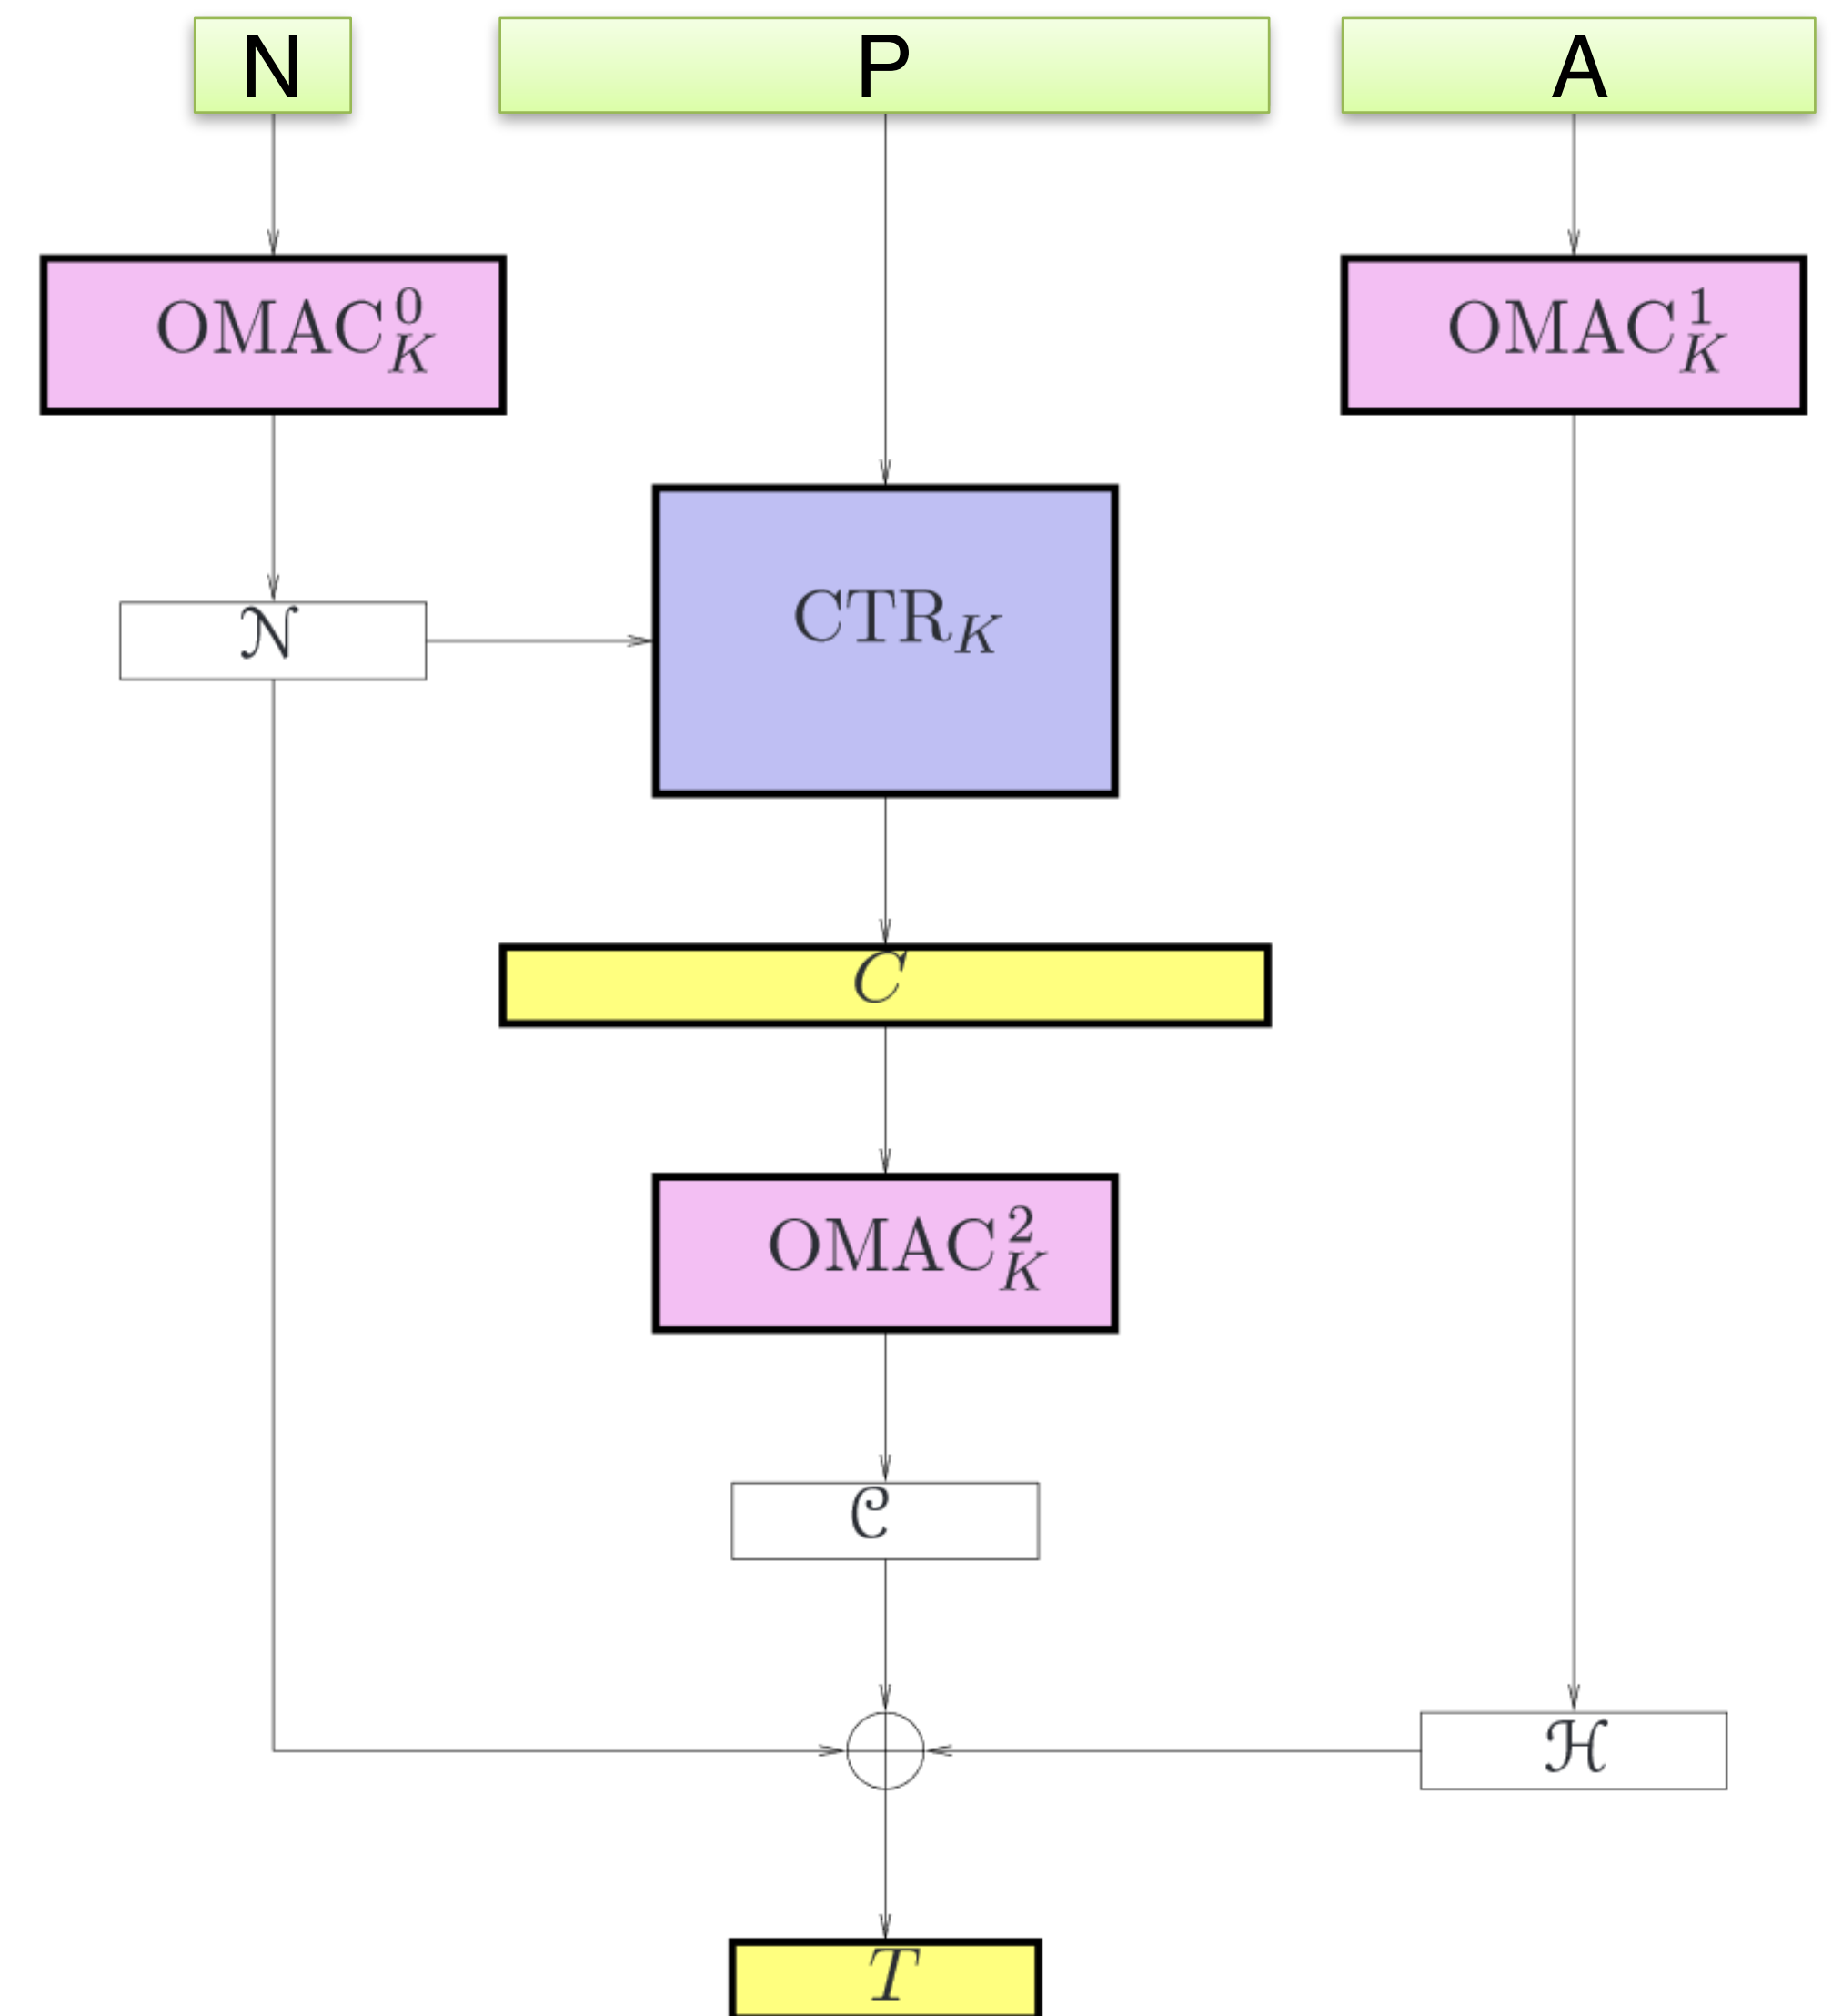 N
P
A
OMAC⁰_K
OMAC¹_K
𝒩
CTR_K
C
OMAC²_K
𝒞
ℋ
T